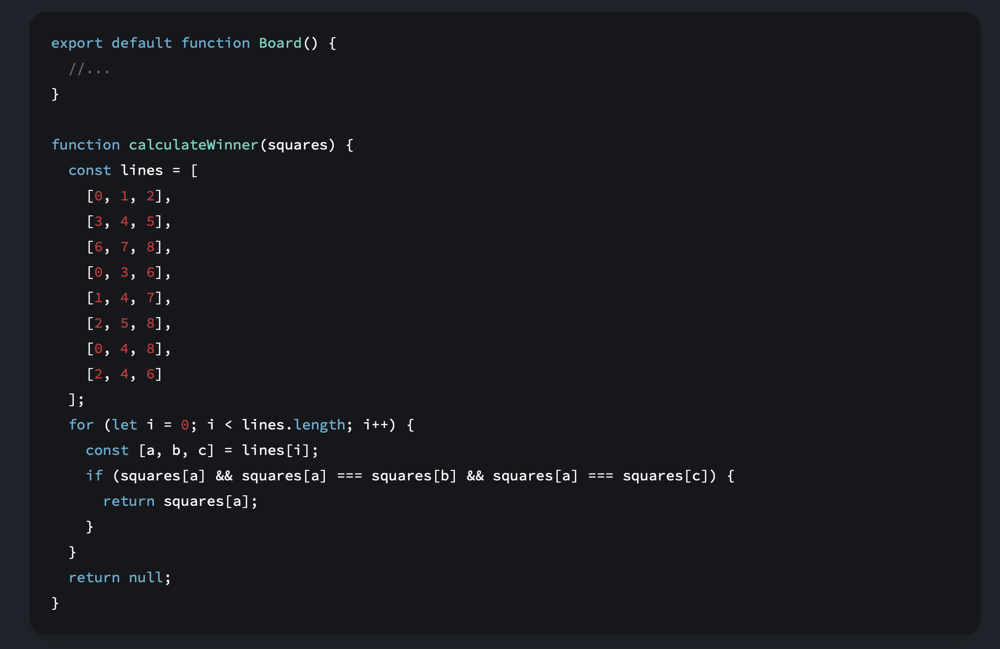 export default function Board() {
  //...
}

function calculateWinner(squares) {
  const lines = [
    [0, 1, 2],
    [3, 4, 5],
    [6, 7, 8],
    [0, 3, 6],
    [1, 4, 7],
    [2, 5, 8],
    [0, 4, 8],
    [2, 4, 6]
  ];
  for (let i = 0; i < lines.length; i++) {
    const [a, b, c] = lines[i];
    if (squares[a] && squares[a] === squares[b] && squares[a] === squares[c]) {
      return squares[a];
    }
  }
  return null;
}